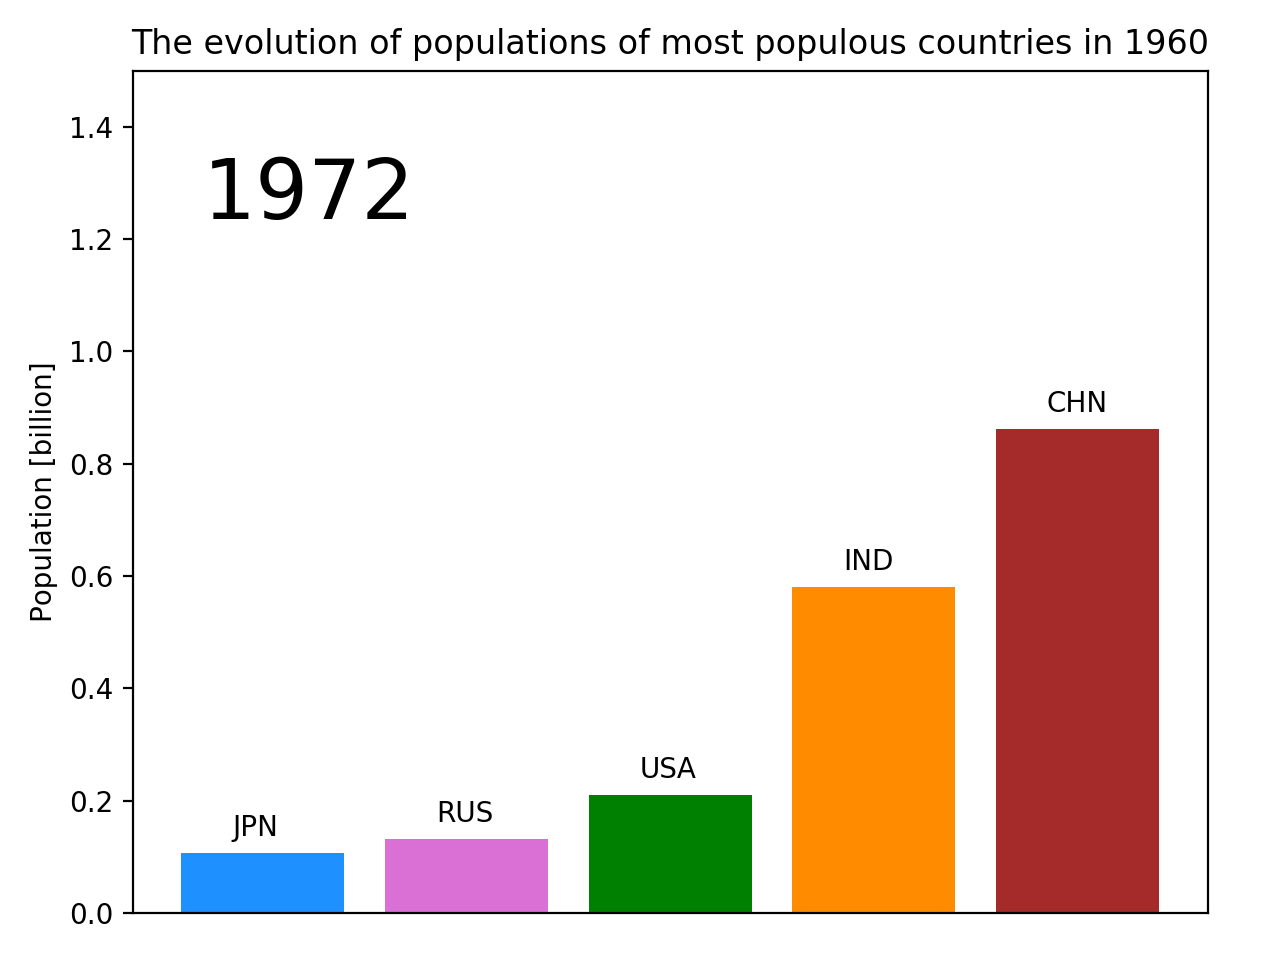 The evolution of populations of most populous countries in 1960
1972
Population [billion]
1.4
1.2
1.0
0.8
0.6
0.4
0.2
0.0
JPN
RUS
USA
IND
CHN